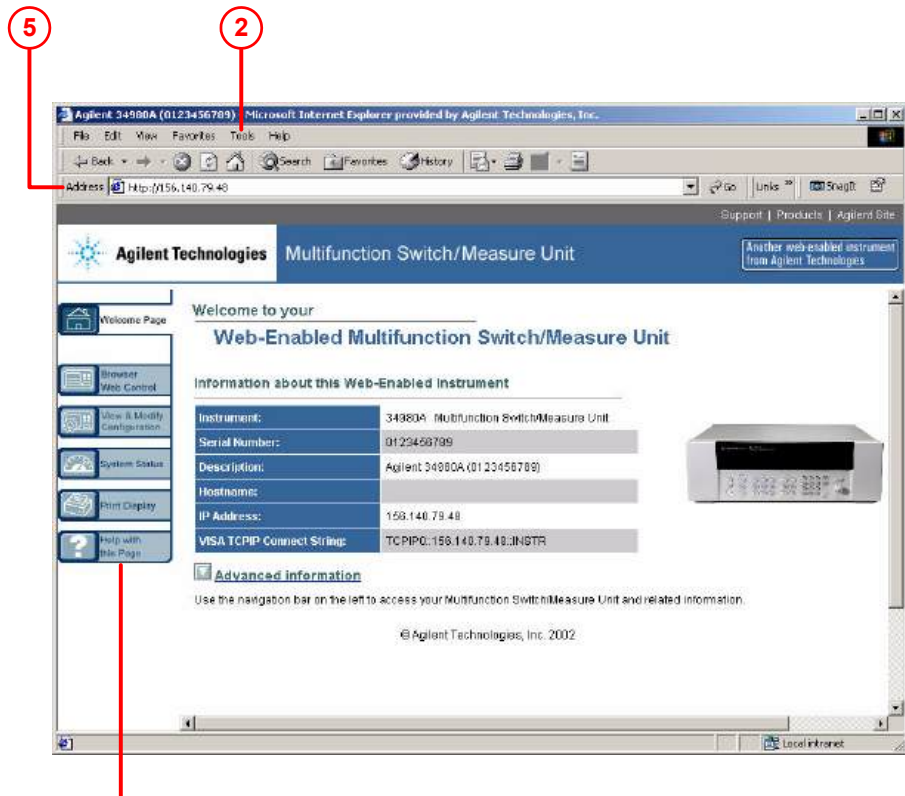 5
2
Agilent 34980A (0123456789) - Microsoft Internet Explorer provided by Agilent Technologies, Inc.
File Edit View Favorites Tools Help
Back Search Favorites History
Address http://156.140.79.48 Go Links » SnagIt
Support | Products | Agilent Site
Agilent Technologies Multifunction Switch/Measure Unit
Another web-enabled instrument
from Agilent Technologies
Welcome Page
Welcome to your
Web-Enabled Multifunction Switch/Measure Unit
Browser
Web Control
Information about this Web-Enabled Instrument
View & Modify
Configuration
Instrument: 34980A Multifunction Switch/Measure Unit
Serial Number: 0123456789
System Status
Description: Agilent 34980A (0123456789)
Hostname:
Print Display
IP Address: 156.140.79.48
Help with
this Page
VISA TCPIP Connect String: TCPIP0::156.140.79.48::INSTR
Advanced information
Use the navigation bar on the left to access your Multifunction Switch/Measure Unit and related information.
© Agilent Technologies, Inc. 2002
Local intranet